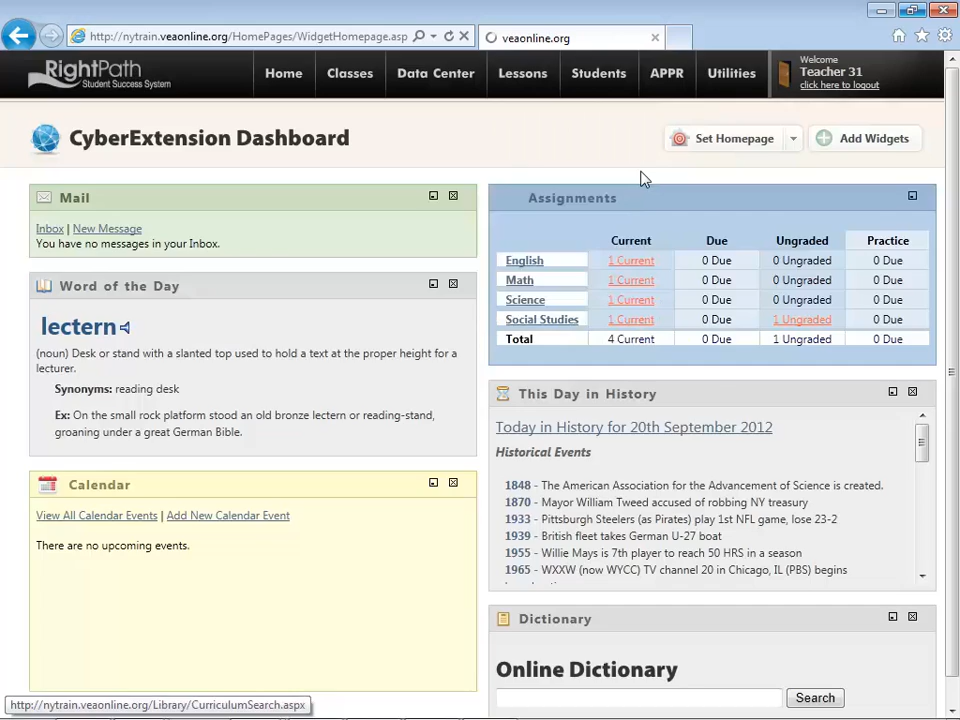 http://nytrain.veaonline.org/HomePages/WidgetHomepage.asp
veaonline.org
RightPath
Student Success System
Home
Classes
Data Center
Lessons
Students
APPR
Utilities
Welcome
Teacher 31
click here to logout
CyberExtension Dashboard
Set Homepage
Add Widgets
Mail
Inbox | New Message
You have no messages in your Inbox.
Word of the Day
lectern
(noun) Desk or stand with a slanted top used to hold a text at the proper height for a
lecturer.
Synonyms: reading desk
Ex: On the small rock platform stood an old bronze lectern or reading-stand,
groaning under a great German Bible.
Calendar
View All Calendar Events | Add New Calendar Event
There are no upcoming events.
Assignments
Current Due Ungraded Practice
English 1 Current 0 Due 0 Ungraded 0 Due
Math 1 Current 0 Due 0 Ungraded 0 Due
Science 1 Current 0 Due 0 Ungraded 0 Due
Social Studies 1 Current 0 Due 1 Ungraded 0 Due
Total 4 Current 0 Due 1 Ungraded 0 Due
This Day in History
Today in History for 20th September 2012
Historical Events
1848 - The American Association for the Advancement of Science is created.
1870 - Mayor William Tweed accused of robbing NY treasury
1933 - Pittsburgh Steelers (as Pirates) play 1st NFL game, lose 23-2
1939 - British fleet takes German U-27 boat
1955 - Willie Mays is 7th player to reach 50 HRS in a season
1965 - WXXW (now WYCC) TV channel 20 in Chicago, IL (PBS) begins
Dictionary
Online Dictionary
Search
http://nytrain.veaonline.org/Library/CurriculumSearch.aspx